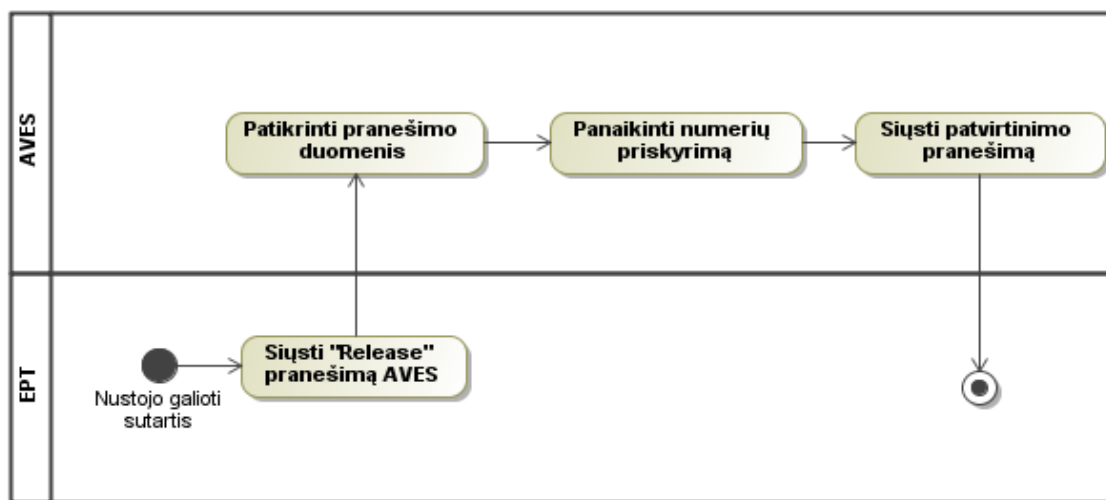 AVES
Patikrinti pranešimo
duomenis
Panaikinti numerių
priskyrimą
Siųsti patvirtinimo
pranešimą
EPT
Nustojo galioti
sutartis
Siųsti "Release"
pranešimą AVES